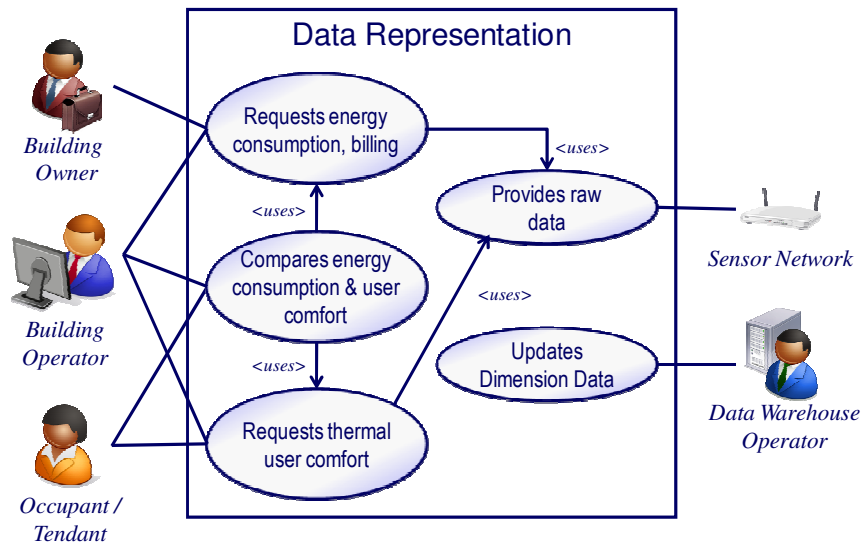 Data Representation
Building
Owner
Building
Operator
Occupant /
Tendant
Requests energy
consumption, billing
<uses>
Compares energy
consumption & user
comfort
<uses>
Requests thermal
user comfort
<uses>
Provides raw
data
<uses>
Updates
Dimension Data
Sensor Network
Data Warehouse
Operator